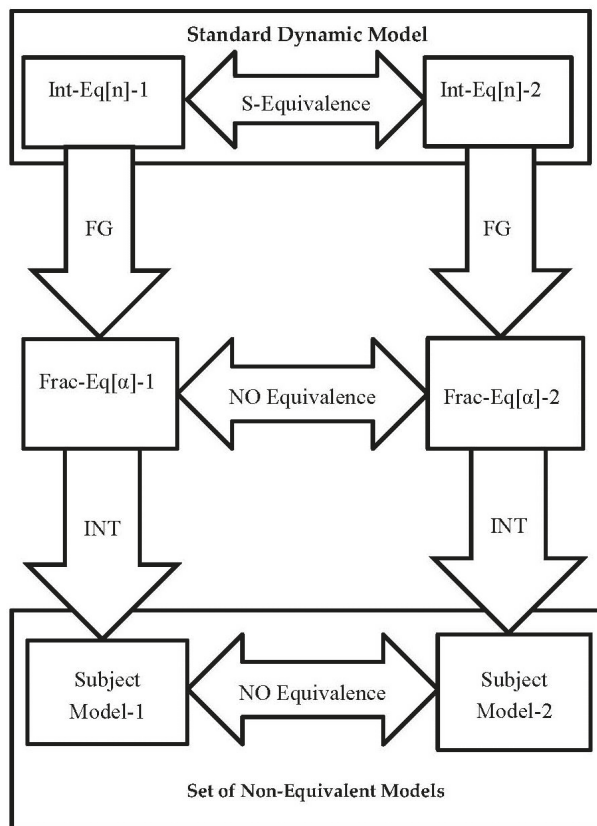 Standard Dynamic Model
Int-Eq[n]-1
S-Equivalence
Int-Eq[n]-2
FG
FG
Frac-Eq[α]-1
NO Equivalence
Frac-Eq[α]-2
INT
INT
Subject
Model-1
NO Equivalence
Subject
Model-2
Set of Non-Equivalent Models